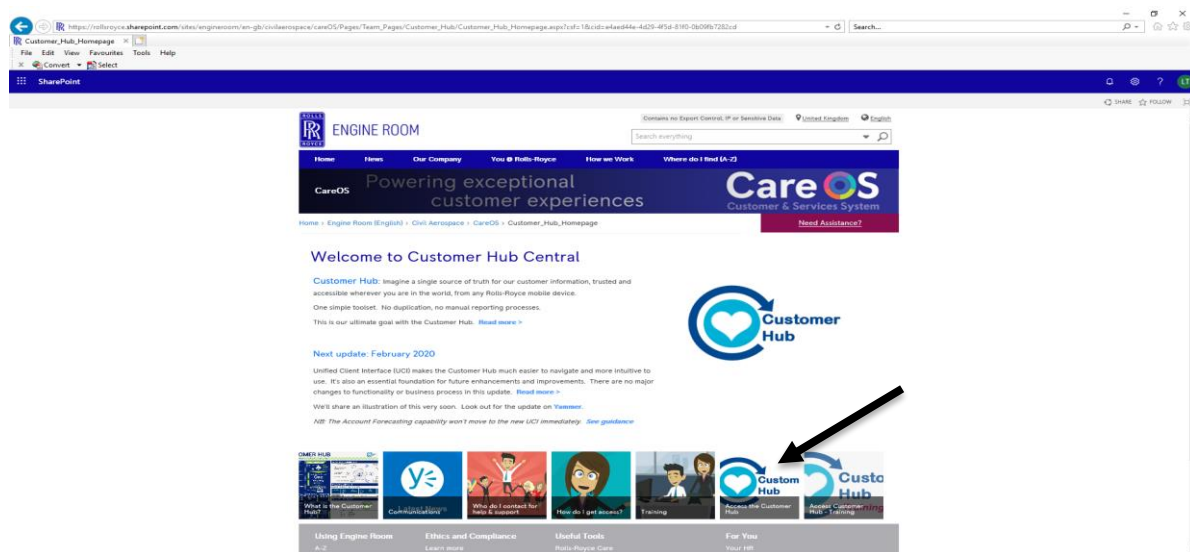 https://rollsroyce.sharepoint.com/sites/engineroom/en-gb/civilaerospace/careOS/Pages/Team_Pages/Customer_Hub/Customer_Hub_Homepage.aspx
Search...
Customer_Hub_Homepage
File Edit View Favourites Tools Help
Convert Select
SharePoint
LT
SHARE FOLLOW
ROLLS
RR
ROYCE
ENGINE ROOM
Contains no Export Control, IP or Sensitive Data
United Kingdom
English
Search everything
Home News Our Company You @ Rolls-Royce How we Work Where do I find (A-Z)
CareOS
Powering exceptional
customer experiences
Care OS
Customer & Services System
Home › Engine Room (English) › Civil Aerospace › CareOS › Customer_Hub_Homepage
Need Assistance?
Welcome to Customer Hub Central
Customer Hub: Imagine a single source of truth for our customer information, trusted and
accessible wherever you are in the world, from any Rolls-Royce mobile device.
One simple toolset. No duplication, no manual reporting processes.
This is our ultimate goal with the Customer Hub. Read more >
Customer
Hub
Next update: February 2020
Unified Client Interface (UCI) makes the Customer Hub much easier to navigate and more intuitive to
use. It's also an essential foundation for future enhancements and improvements. There are no major
changes to functionality or business process in this update. Read more >
We'll share an illustration of this very soon. Look out for the update on Yammer.
NB: The Account Forecasting capability won't move to the new UCI immediately. See guidance
OMER HUB
What is the Customer
Hub?
Latest News
Communications
Who do I contact for
help & support
How do I get access?
Training
Custom
Hub
Access the Customer
Hub
Custo
Hub
Access Customer
Hub - Training
Using Engine Room Ethics and Compliance Useful Tools For You
A-Z Learn more Rolls-Royce Care Your HR